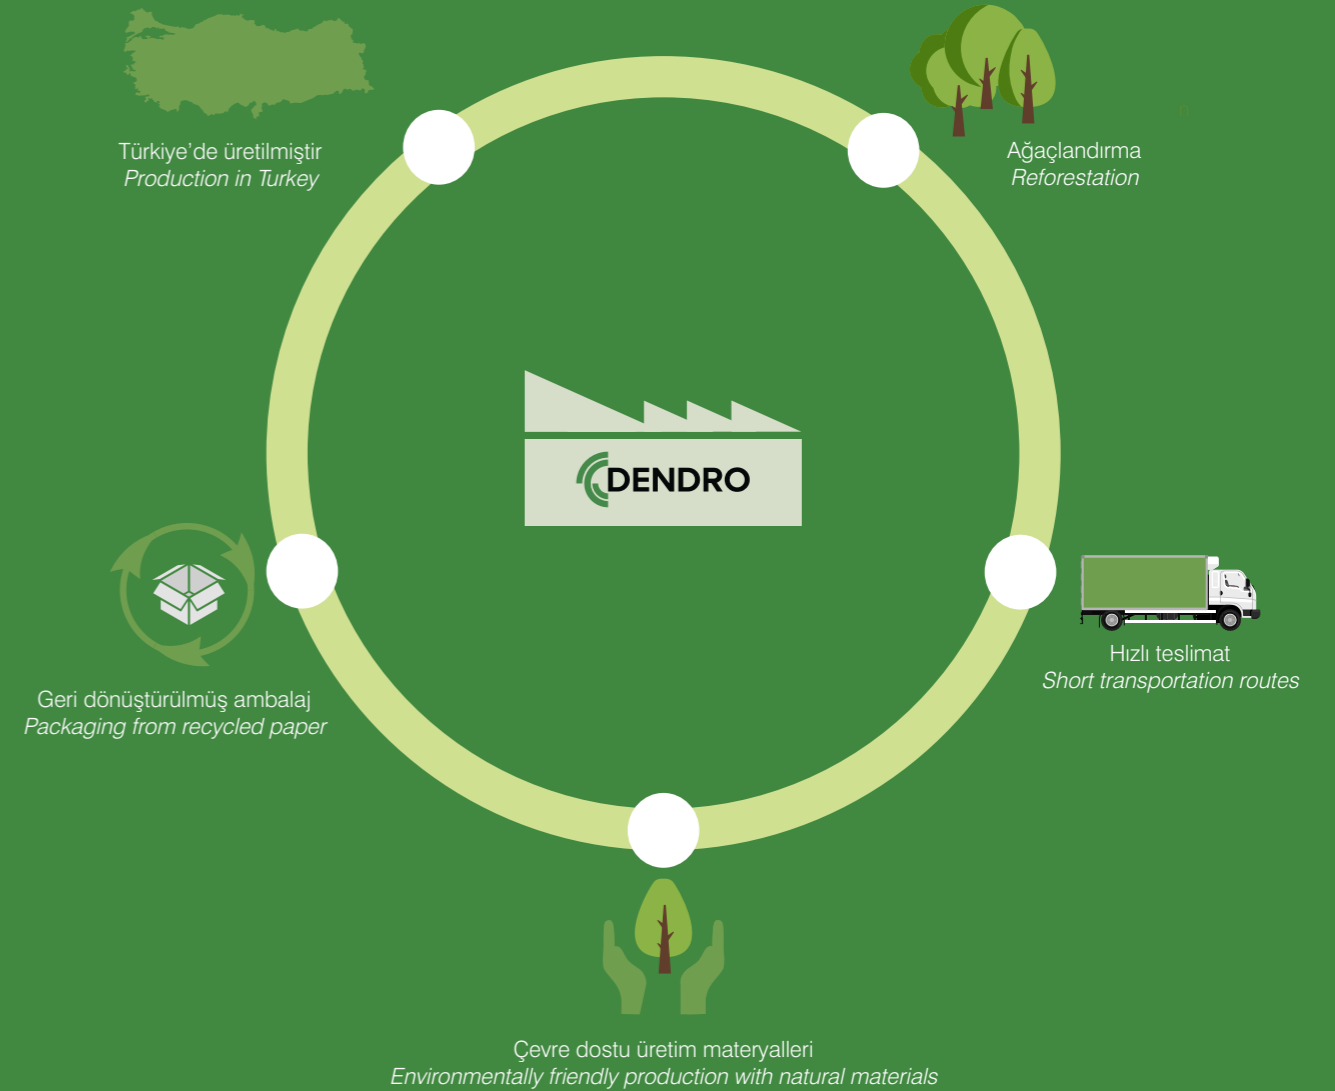 Türkiye’de üretilmiştir
Production in Turkey
Ağaçlandırma
Reforestation
DENDRO
Hızlı teslimat
Short transportation routes
Geri dönüştürülmüş ambalaj
Packaging from recycled paper
Çevre dostu üretim materyalleri
Environmentally friendly production with natural materials